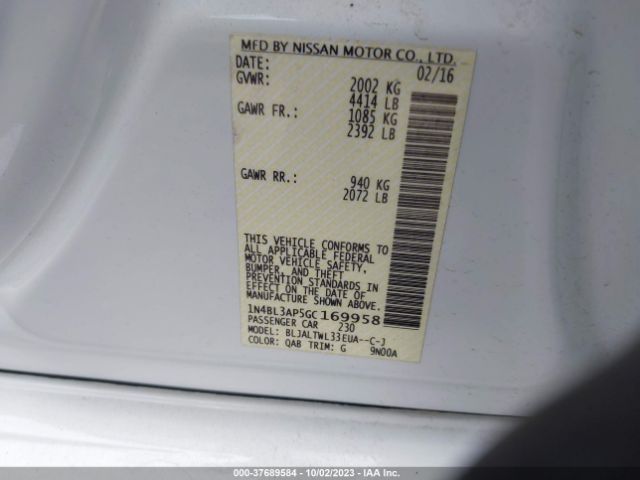 MFD BY NISSAN MOTOR CO., LTD.
DATE: 02/16
GVWR: 2002 KG
4414 LB
GAWR FR.: 1085 KG
2392 LB
GAWR RR.: 940 KG
2072 LB
THIS VEHICLE CONFORMS TO
ALL APPLICABLE FEDERAL
MOTOR VEHICLE SAFETY,
BUMPER, AND THEFT
PREVENTION STANDARDS IN
EFFECT ON THE DATE OF
MANUFACTURE SHOWN ABOVE.
1N4BL3AP5GC169958
PASSENGER CAR 230
MODEL: BLJALTWL33EUA--C-J
COLOR: QAB TRIM: G 9N00A
000-37689584 • 10/02/2023 • IAA Inc.